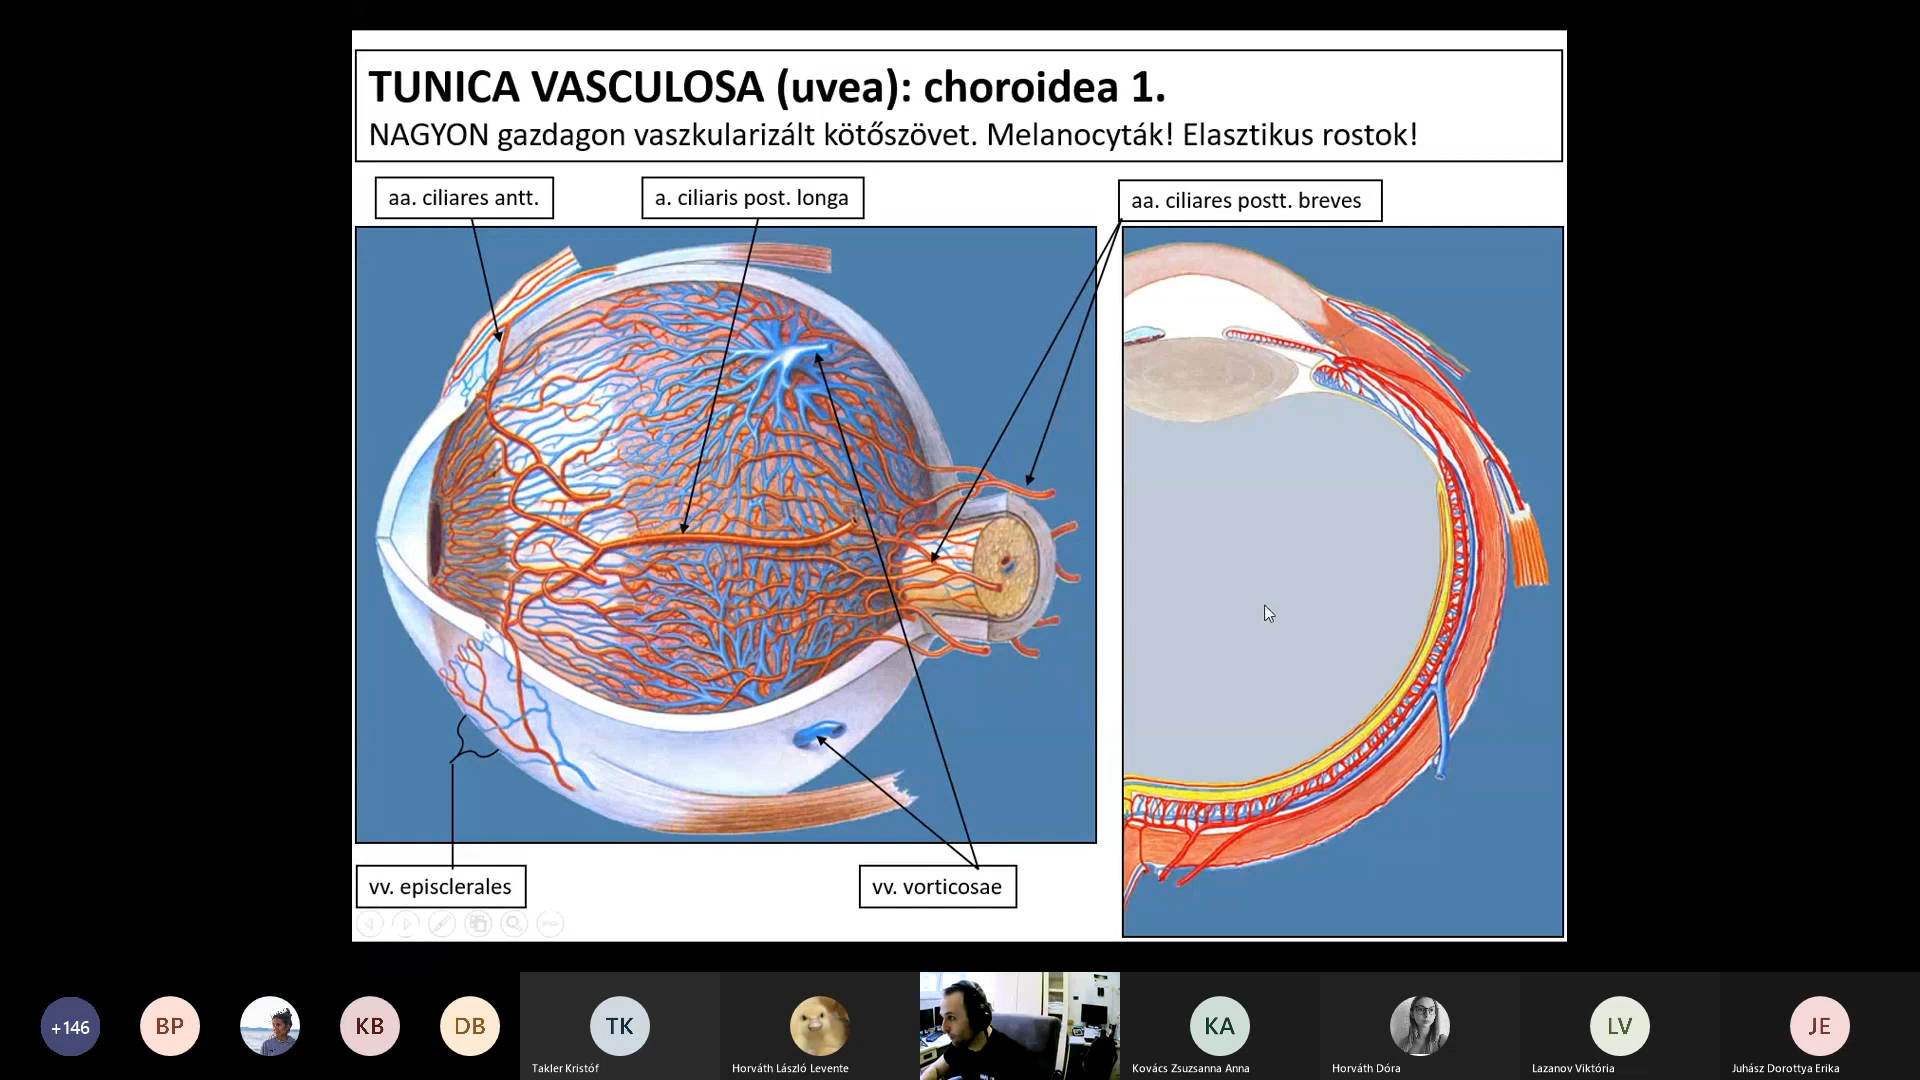 TUNICA VASCULOSA (uvea): choroidea 1.
NAGYON gazdagon vaszkularizált kötőszövet. Melanocyták! Elasztikus rostok!
aa. ciliares antt.
a. ciliaris post. longa
aa. ciliares postt. breves
vv. episclerales
vv. vorticosae
+146
BP
KB
DB
TK
KA
LV
JE
Takler Kristóf
Horváth László Levente
Kovács Zsuzsanna Anna
Horváth Dóra
Lazanov Viktória
Juhász Dorottya Erika